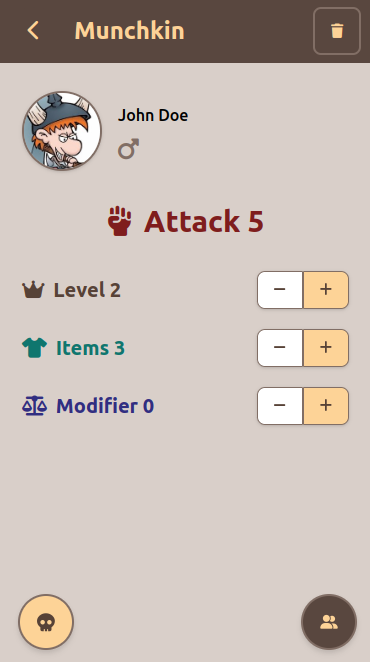 Munchkin
John Doe
Attack 5
Level 2
− +
Items 3
− +
Modifier 0
− +